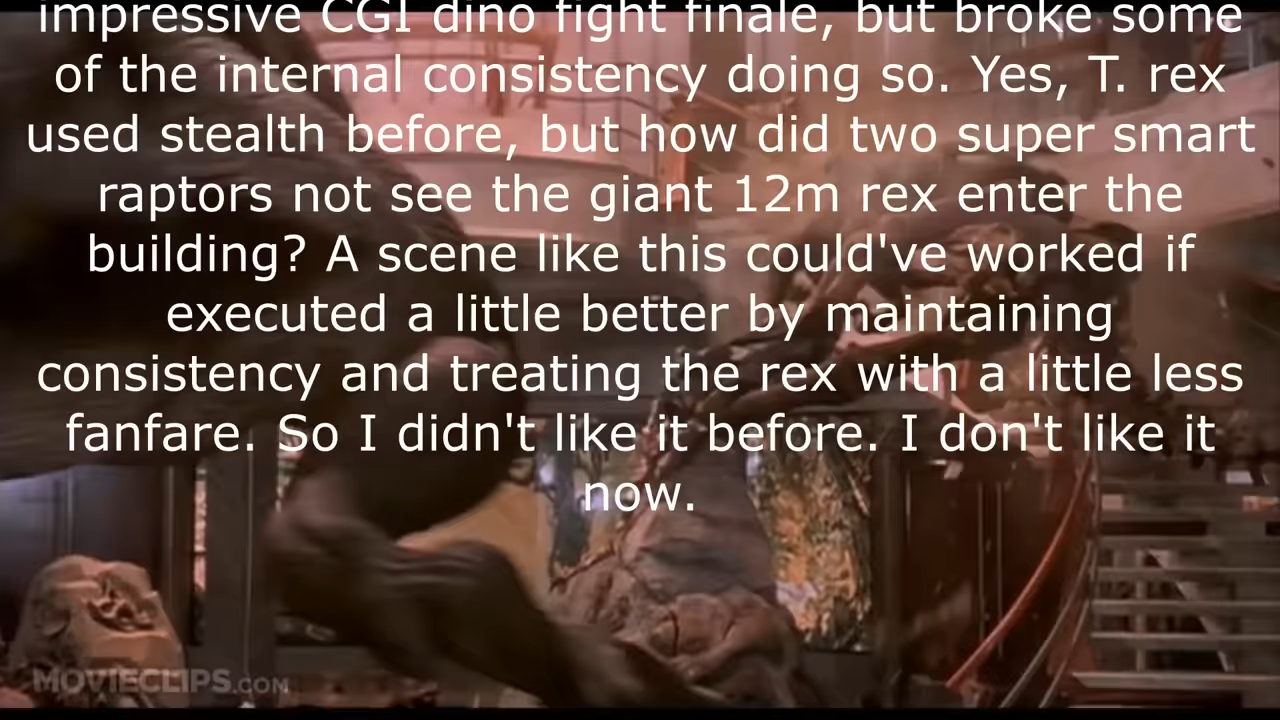 impressive CGI dino fight finale, but broke some
of the internal consistency doing so. Yes, T. rex
used stealth before, but how did two super smart
raptors not see the giant 12m rex enter the
building? A scene like this could've worked if
executed a little better by maintaining
consistency and treating the rex with a little less
fanfare. So I didn't like it before. I don't like it
now.
MOVIECLIPS.COM